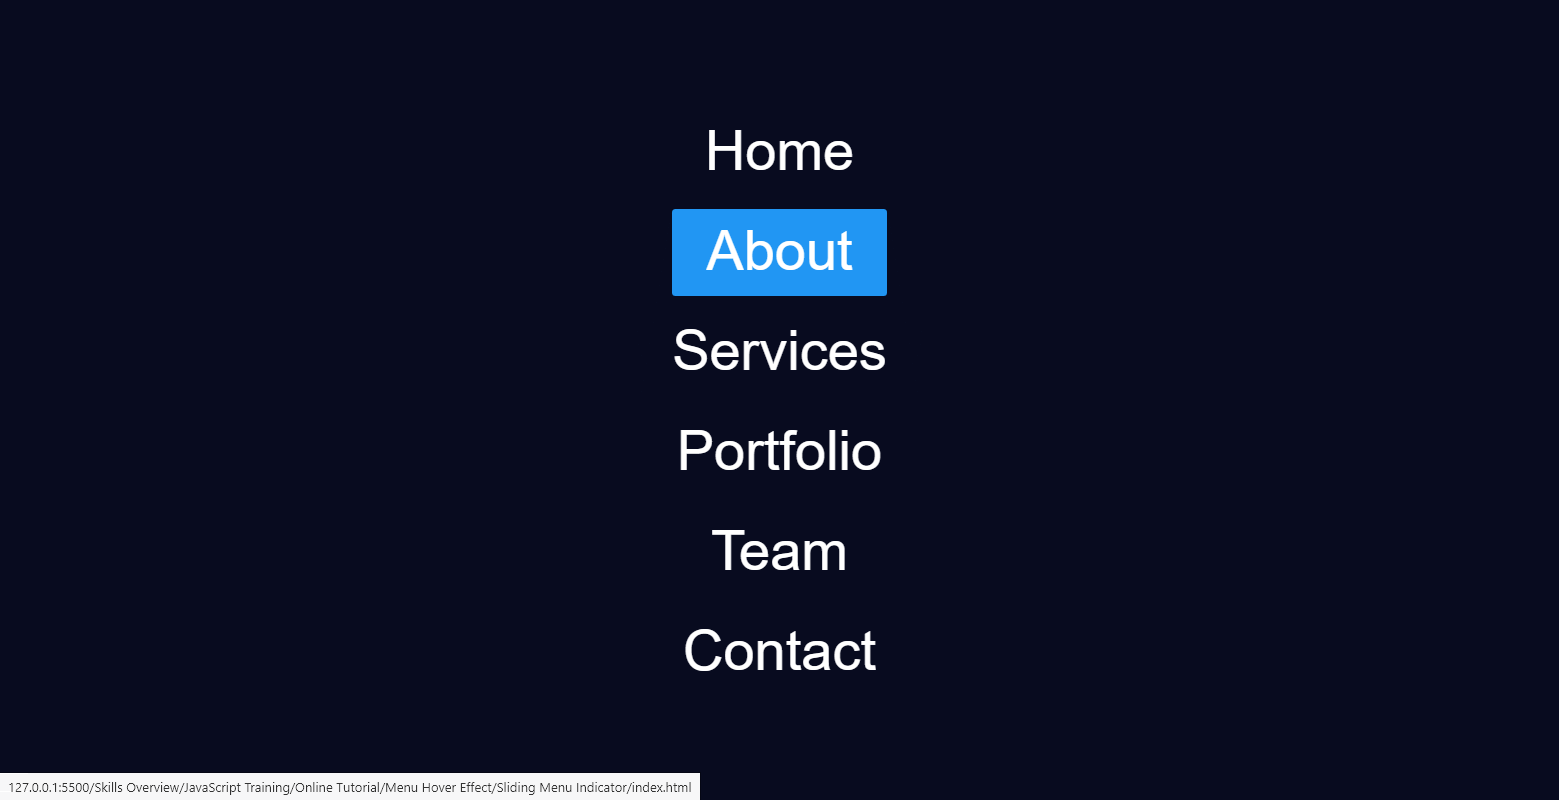 Home
About
Services
Portfolio
Team
Contact
127.0.0.1:5500/Skills Overview/JavaScript Training/Online Tutorial/Menu Hover Effect/Sliding Menu Indicator/index.html